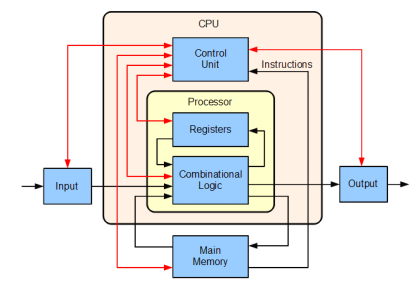 CPU
Control
Unit
Instructions
Processor
Registers
Combinational
Logic
Input
Output
Main
Memory